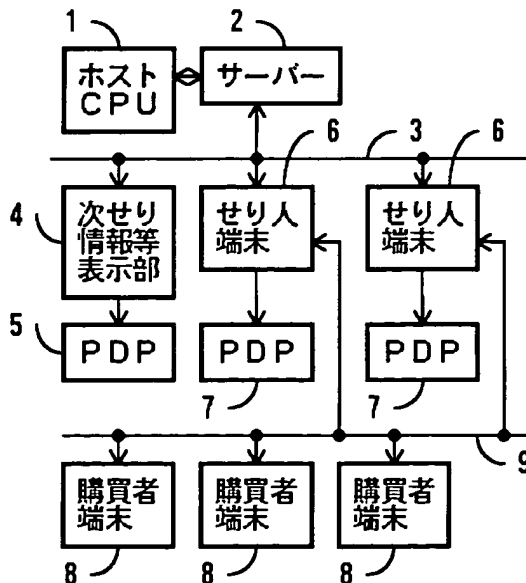 1
2
ホスト
CPU
サーバー
6
3
6
4
次せり
情報等
表示部
せり人
端末
せり人
端末
5
PDP
PDP
PDP
7
7
9
購買者
端末
購買者
端末
購買者
端末
8
8
8